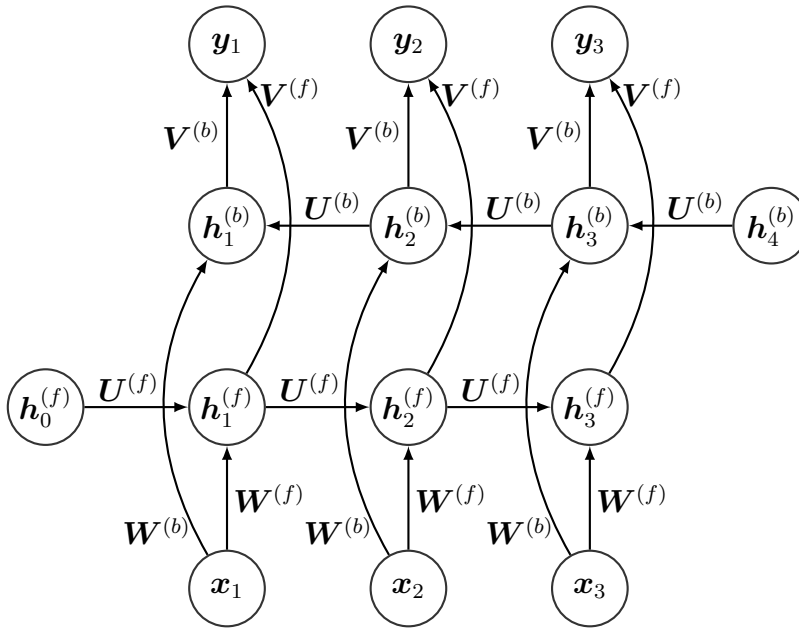 y₁ y₂ y₃
V⁽ᶠ⁾ V⁽ᶠ⁾ V⁽ᶠ⁾
V⁽ᵇ⁾ V⁽ᵇ⁾ V⁽ᵇ⁾
h₁⁽ᵇ⁾ U⁽ᵇ⁾ h₂⁽ᵇ⁾ U⁽ᵇ⁾ h₃⁽ᵇ⁾ U⁽ᵇ⁾ h₄⁽ᵇ⁾
h₀⁽ᶠ⁾ U⁽ᶠ⁾ h₁⁽ᶠ⁾ U⁽ᶠ⁾ h₂⁽ᶠ⁾ U⁽ᶠ⁾ h₃⁽ᶠ⁾
W⁽ᶠ⁾ W⁽ᶠ⁾ W⁽ᶠ⁾
W⁽ᵇ⁾ W⁽ᵇ⁾ W⁽ᵇ⁾
x₁ x₂ x₃